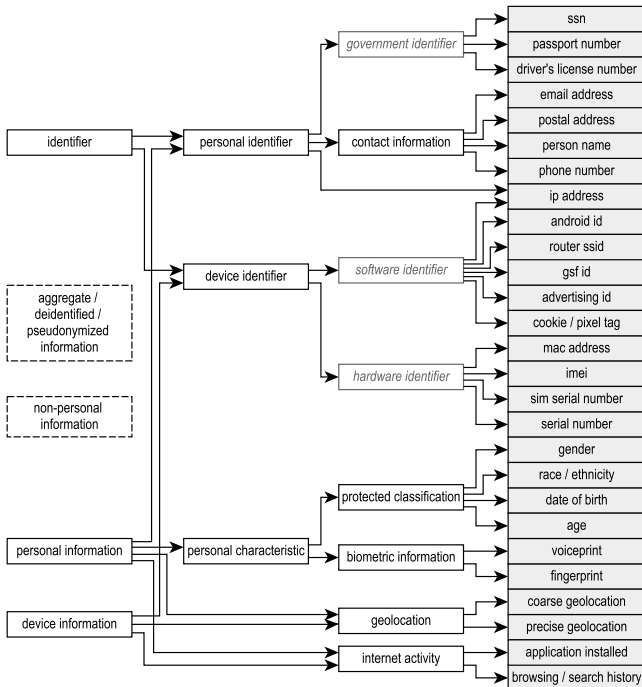 ssn
government identifier
passport number
driver's license number
email address
postal address
identifier
personal identifier
contact information
person name
phone number
ip address
android id
router ssid
device identifier
software identifier
gsf id
aggregate /
deidentified /
pseudonymized
information
advertising id
cookie / pixel tag
mac address
hardware identifier
imei
non-personal
information
sim serial number
serial number
gender
race / ethnicity
protected classification
date of birth
age
personal information
personal characteristic
biometric information
voiceprint
fingerprint
coarse geolocation
device information
geolocation
precise geolocation
internet activity
application installed
browsing / search history